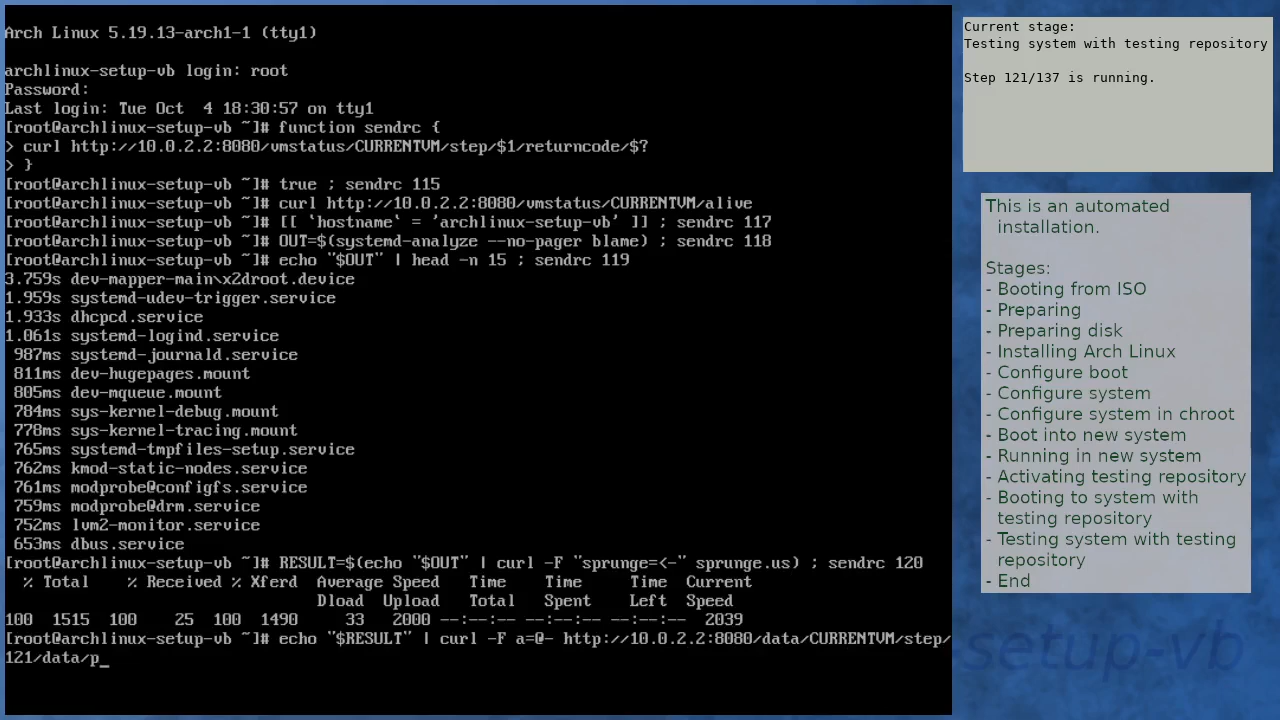 Arch Linux 5.19.13-arch1-1 (tty1)
archlinux-setup-vb login: root
Password:
Last login: Tue Oct  4 18:30:57 on tty1
[root@archlinux-setup-vb ~]# function sendrc {
> curl http://10.0.2.2:8080/vmstatus/CURRENTVM/step/$1/returncode/$?
> }
[root@archlinux-setup-vb ~]# true ; sendrc 115
[root@archlinux-setup-vb ~]# curl http://10.0.2.2:8080/vmstatus/CURRENTVM/alive
[root@archlinux-setup-vb ~]# [[ `hostname` = 'archlinux-setup-vb' ]] ; sendrc 117
[root@archlinux-setup-vb ~]# OUT=$(systemd-analyze --no-pager blame) ; sendrc 118
[root@archlinux-setup-vb ~]# echo "$OUT" | head -n 15 ; sendrc 119
3.759s dev-mapper-main\x2droot.device
1.959s systemd-udev-trigger.service
1.933s dhcpcd.service
1.061s systemd-logind.service
987ms systemd-journald.service
811ms dev-hugepages.mount
805ms dev-mqueue.mount
784ms sys-kernel-debug.mount
778ms sys-kernel-tracing.mount
765ms systemd-tmpfiles-setup.service
762ms kmod-static-nodes.service
761ms modprobe@configfs.service
759ms modprobe@drm.service
752ms lvm2-monitor.service
653ms dbus.service
[root@archlinux-setup-vb ~]# RESULT=$(echo "$OUT" | curl -F "sprunge=<-" sprunge.us) ; sendrc 120
% Total    % Received % Xferd  Average Speed   Time    Time     Time  Current
Dload  Upload   Total   Spent    Left  Speed
100  1515  100    25  100  1490     33   2000 --:--:-- --:--:-- --:--:--  2039
[root@archlinux-setup-vb ~]# echo "$RESULT" | curl -F a=@- http://10.0.2.2:8080/data/CURRENTVM/step/
121/data/p_
Current stage:
Testing system with testing repository
Step 121/137 is running.
This is an automated
installation.
Stages:
- Booting from ISO
- Preparing
- Preparing disk
- Installing Arch Linux
- Configure boot
- Configure system
- Configure system in chroot
- Boot into new system
- Running in new system
- Activating testing repository
- Booting to system with
testing repository
- Testing system with testing
repository
- End
setup-vb